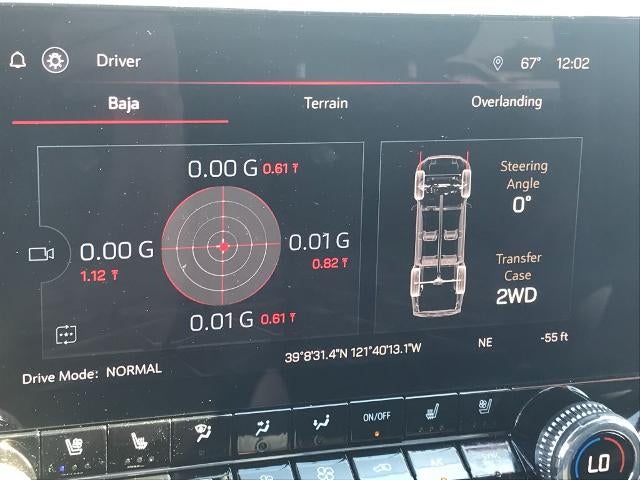 Driver 67° 12:02
Baja Terrain Overlanding
0.00 G 0.61
0.00 G 1.12
0.01 G 0.82
0.01 G 0.61
Steering
Angle
0°
Transfer
Case
2WD
Drive Mode: NORMAL
39°8'31.4"N 121°40'13.1"W
NE
-55 ft
ON/OFF
LO